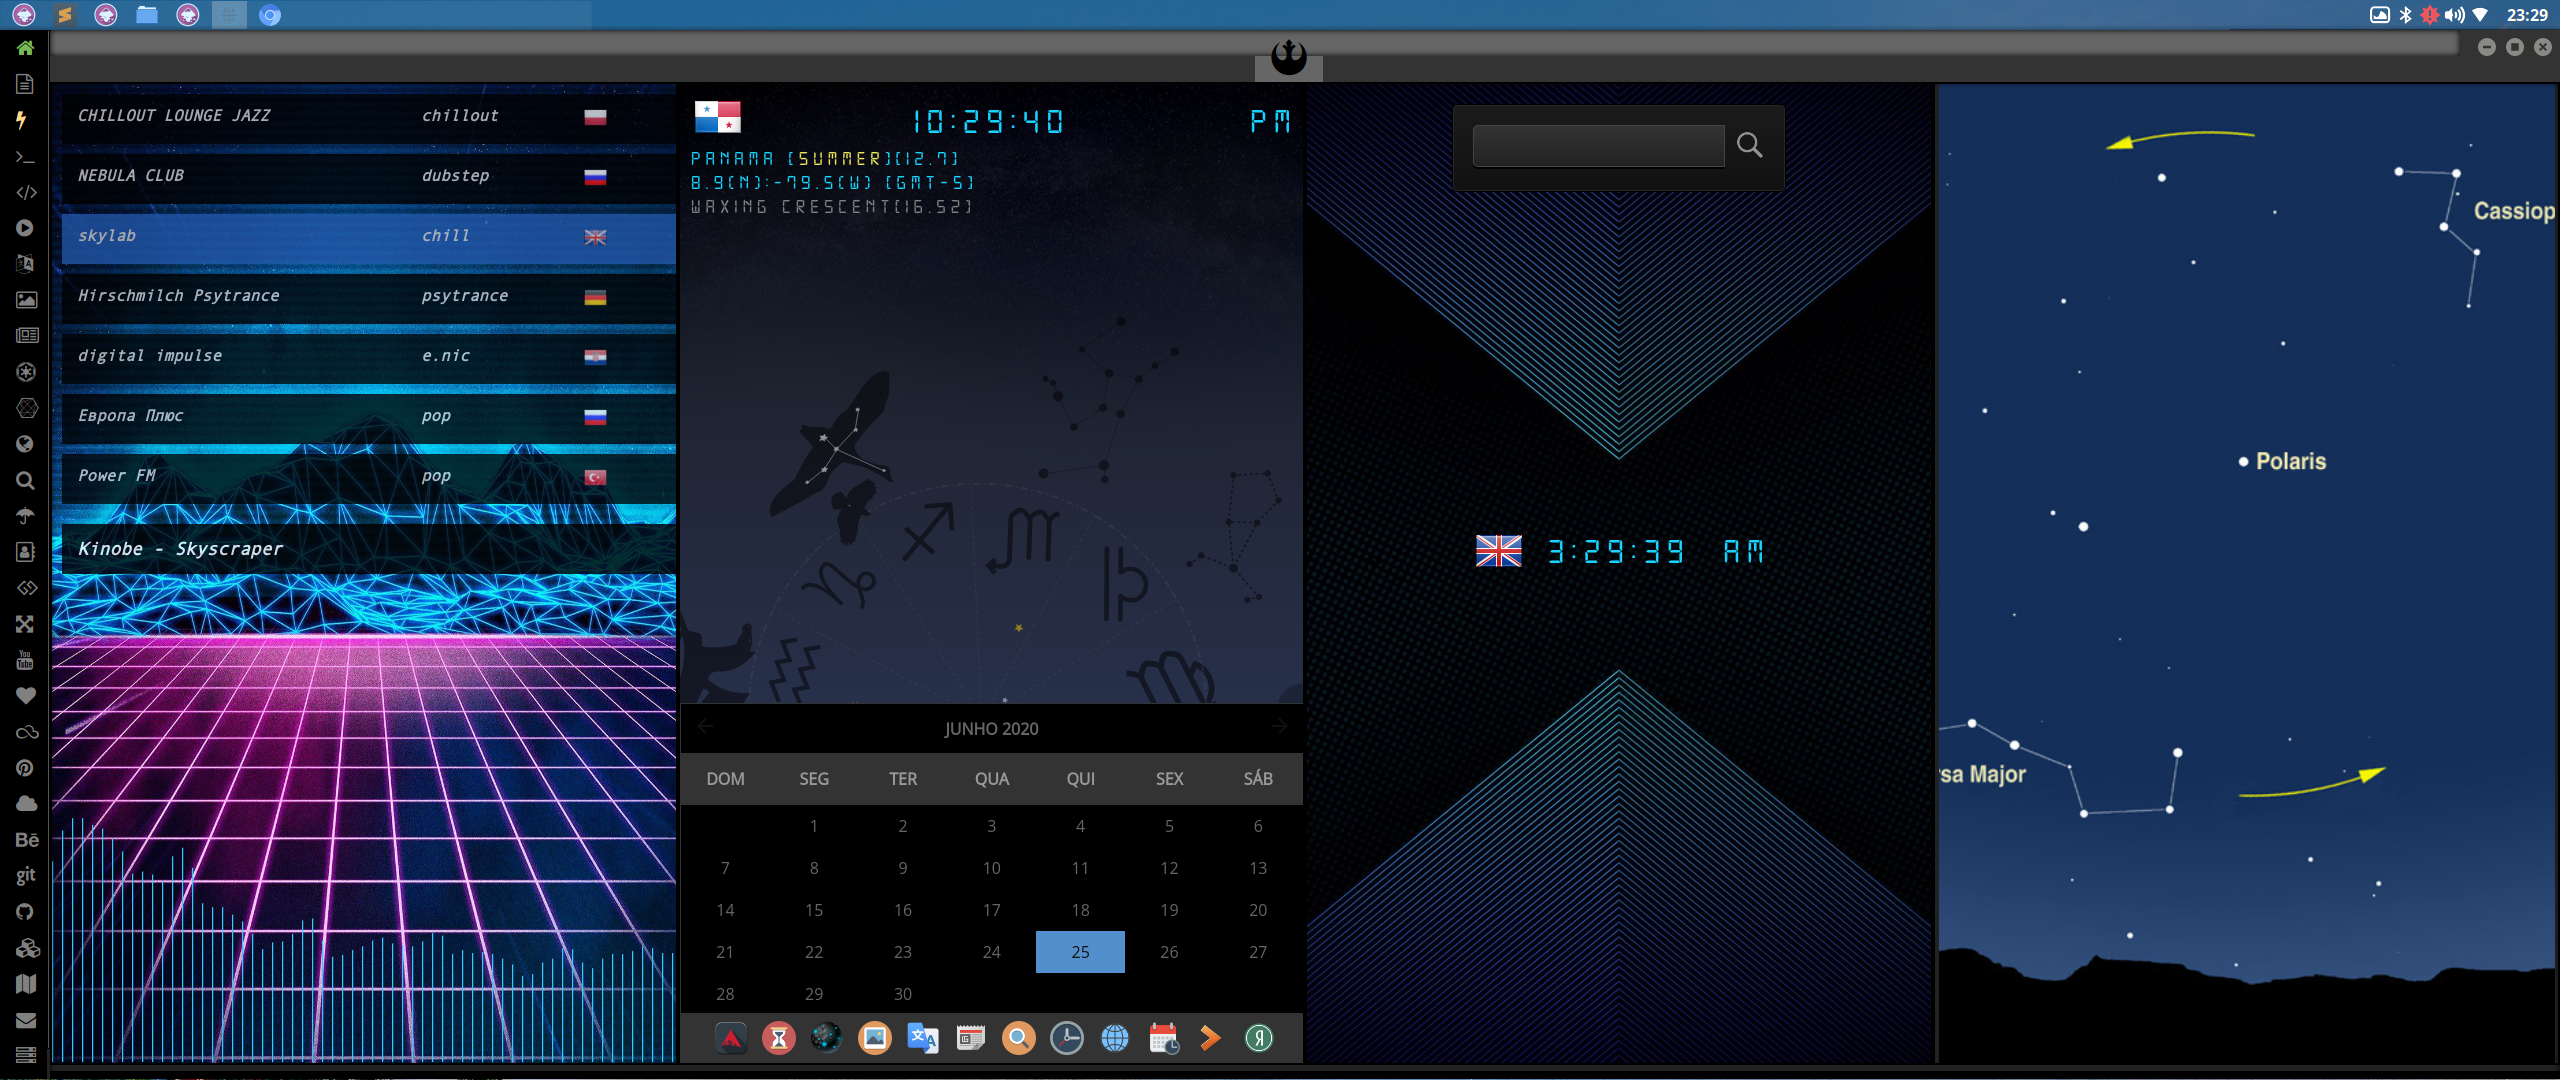 23:29
CHILLOUT LOUNGE JAZZ chillout
NEBULA CLUB dubstep
skylab chill
Hirschmilch Psytrance psytrance
digital impulse e.nic
Европа Плюс pop
Power FM pop
Kinobe - Skyscraper
You
Tube
Bē
git
10:29:40 PM
PANAMA [SUMMER][12.7]
8.9(N):-79.5(W) [GMT-5]
WAXING CRESCENT[16.52]
JUNHO 2020
DOM SEG TER QUA QUI SEX SÁB
1 2 3 4 5 6
7 8 9 10 11 12 13
14 15 16 17 18 19 20
21 22 23 24 25 26 27
28 29 30
3:29:39 AM
Cassiop
Polaris
rsa Major